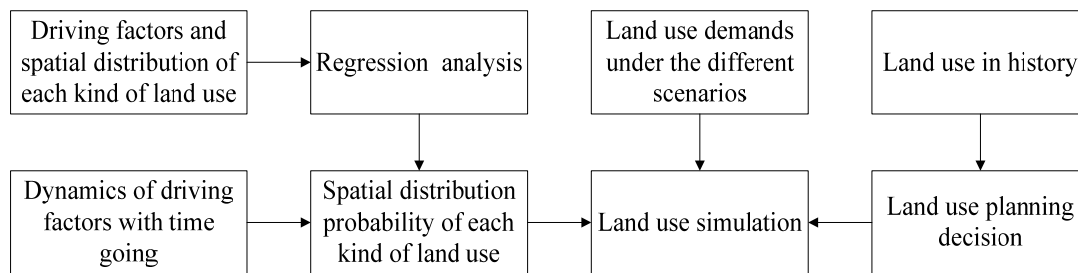 Driving factors and
spatial distribution of
each kind of land use
Regression analysis
Land use demands
under the different
scenarios
Land use in history
Dynamics of driving
factors with time
going
Spatial distribution
probability of each
kind of land use
Land use simulation
Land use planning
decision